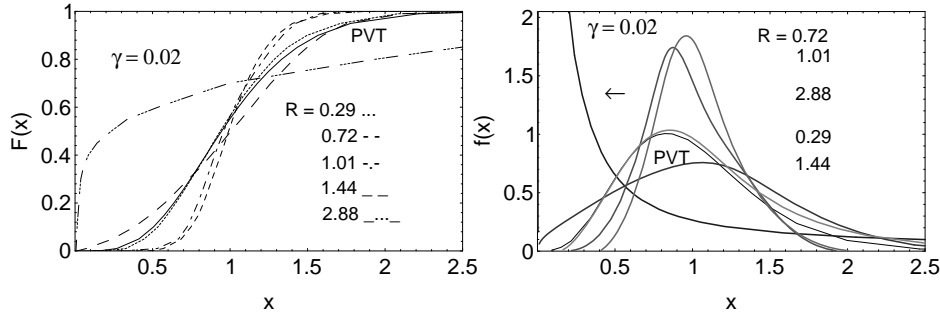 1
0.8
0.6
0.4
0.2
0
F(x)
γ = 0.02
PVT
R = 0.29 ...
0.72 - -
1.01 -.-
1.44 _ _
2.88 _..._
0.5
1
1.5
2
2.5
x
2
1.5
1
0.5
0
f(x)
γ = 0.02
R = 0.72
1.01
←
2.88
0.29
PVT
1.44
0.5
1
1.5
2
2.5
x